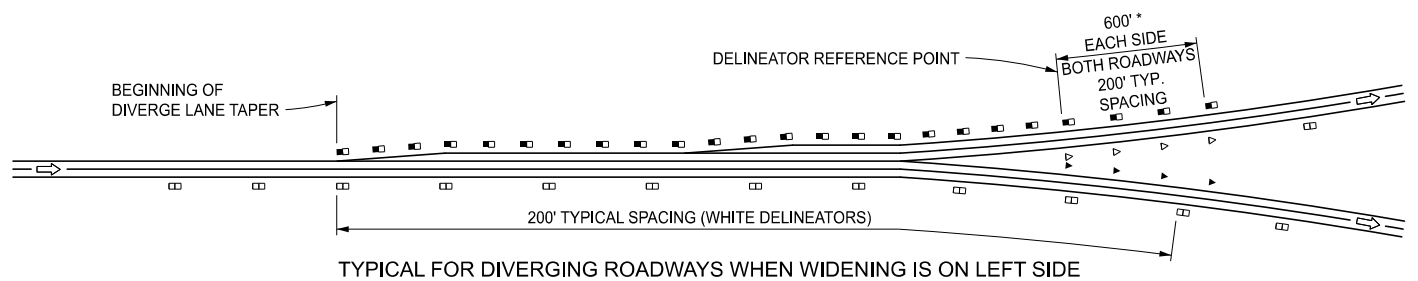 600' *
EACH SIDE
BOTH ROADWAYS
200' TYP.
SPACING
DELINEATOR REFERENCE POINT
BEGINNING OF
DIVERGE LANE TAPER
200' TYPICAL SPACING (WHITE DELINEATORS)
TYPICAL FOR DIVERGING ROADWAYS WHEN WIDENING IS ON LEFT SIDE